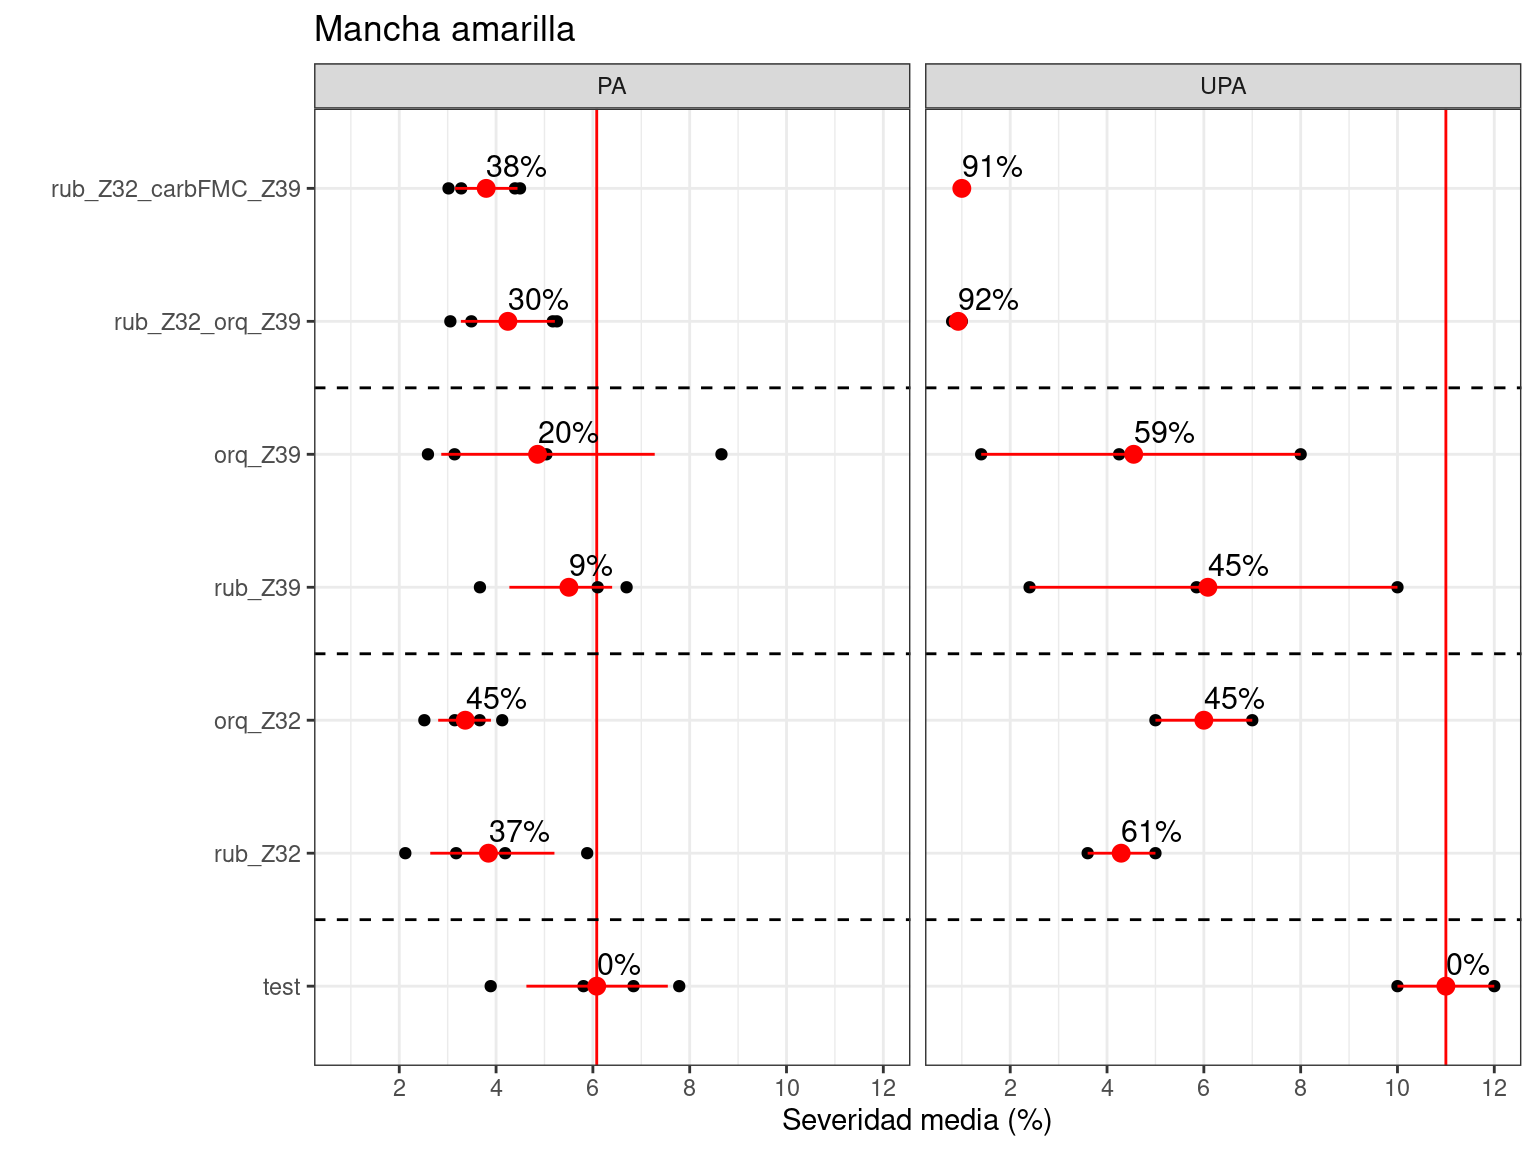 Mancha amarilla
PA
UPA
rub_Z32_carbFMC_Z39
38%
91%
rub_Z32_orq_Z39
30%
92%
orq_Z39
20%
59%
rub_Z39
9%
45%
orq_Z32
45%
45%
rub_Z32
37%
61%
test
0%
0%
2 4 6 8 10 12
2 4 6 8 10 12
Severidad media (%)